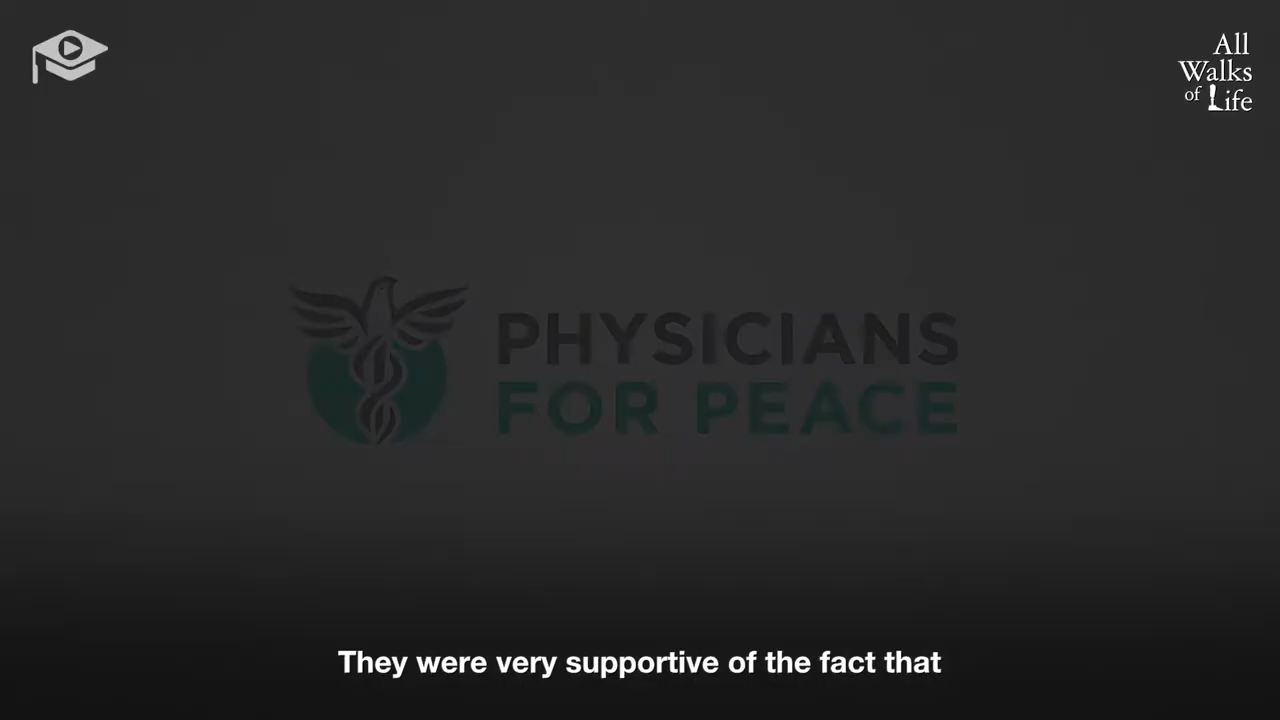 All
Walks
of Life
PHYSICIANS
FOR PEACE
They were very supportive of the fact that